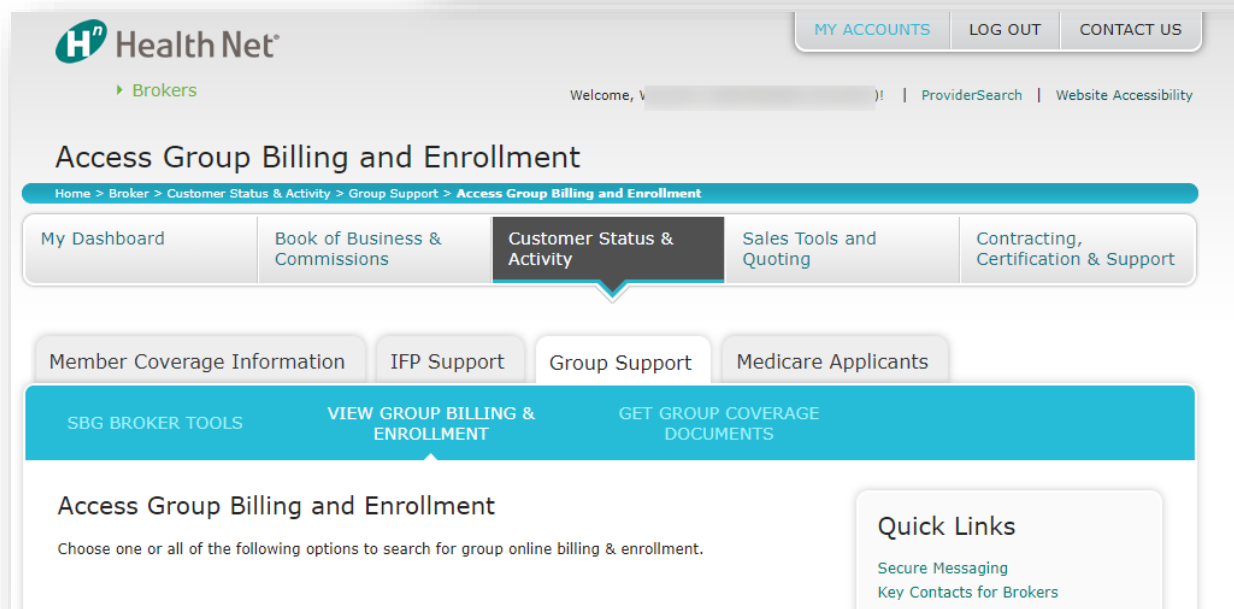 MY ACCOUNTS LOG OUT CONTACT US
Hn Health Net®
Brokers
Welcome, )! | ProviderSearch | Website Accessibility
Access Group Billing and Enrollment
Home > Broker > Customer Status & Activity > Group Support > Access Group Billing and Enrollment
My Dashboard
Book of Business &
Commissions
Customer Status &
Activity
Sales Tools and
Quoting
Contracting,
Certification & Support
Member Coverage Information IFP Support Group Support Medicare Applicants
SBG BROKER TOOLS
VIEW GROUP BILLING &
ENROLLMENT
GET GROUP COVERAGE
DOCUMENTS
Access Group Billing and Enrollment
Choose one or all of the following options to search for group online billing & enrollment.
Quick Links
Secure Messaging
Key Contacts for Brokers